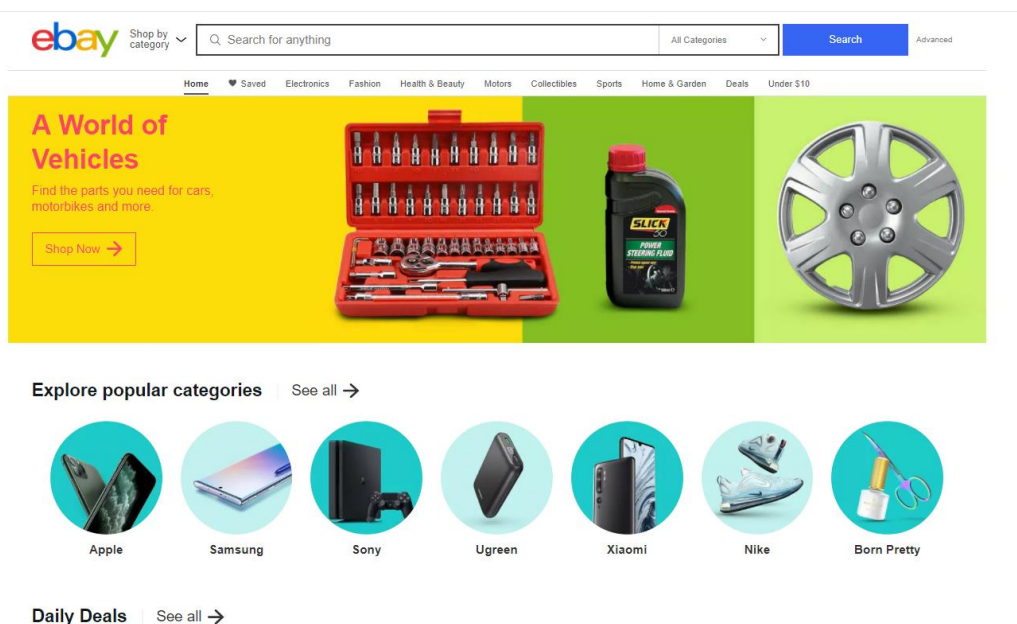 ebay
Shop by
category
Search for anything
All Categories
Search
Advanced
Home
Saved
Electronics
Fashion
Health & Beauty
Motors
Collectibles
Sports
Home & Garden
Deals
Under $10
A World of
Vehicles
Find the parts you need for cars,
motorbikes and more.
Shop Now
SLICK
50
POWER
STEERING FLUID
Explore popular categories
See all
Apple
Samsung
Sony
Ugreen
Xiaomi
Nike
Born Pretty
Daily Deals
See all